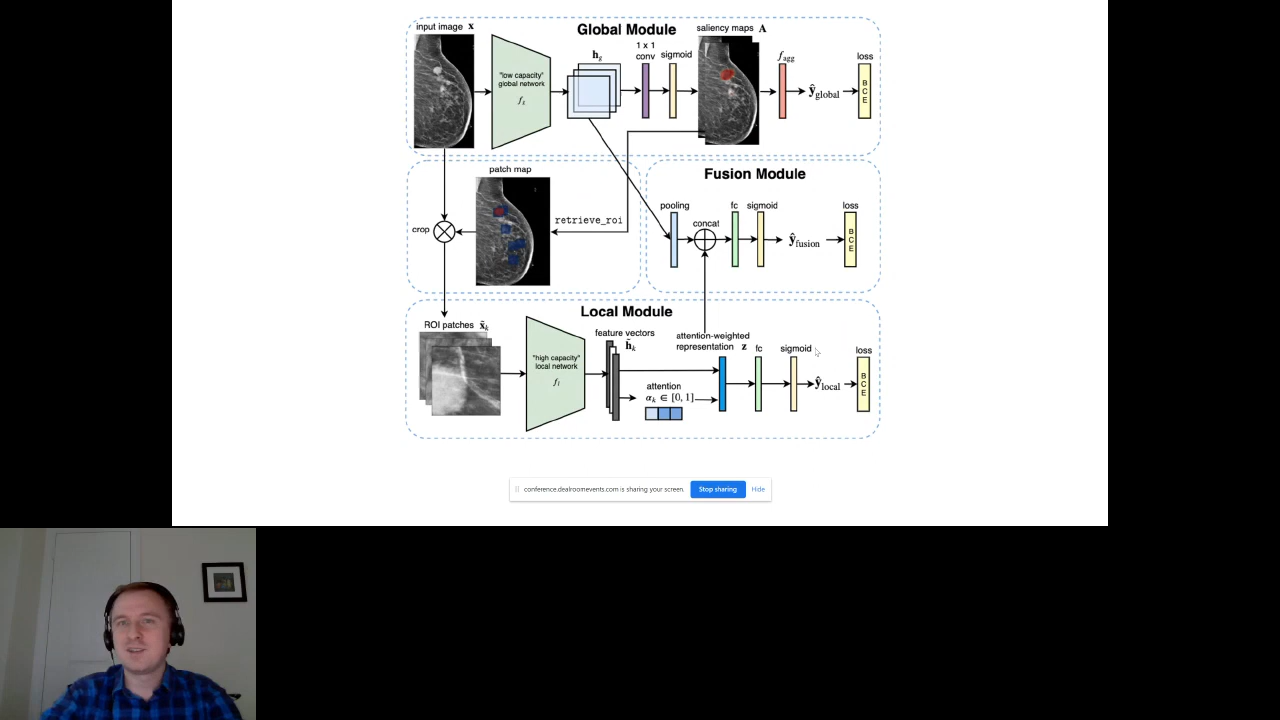 input image x
Global Module
saliency maps A
"low capacity"
global network
f_g
h_g
1 x 1
conv
sigmoid
f_agg
ŷ_global
loss
B
C
E
patch map
crop
retrieve_roi
Fusion Module
pooling
concat
fc
sigmoid
ŷ_fusion
loss
B
C
E
Local Module
ROI patches x̃_k
"high capacity"
local network
f_l
feature vectors
h̃_k
attention
α_k ∈ [0, 1]
attention-weighted
representation z
fc
sigmoid
ŷ_local
loss
B
C
E
conference.dealroomevents.com is sharing your screen.
Stop sharing
Hide